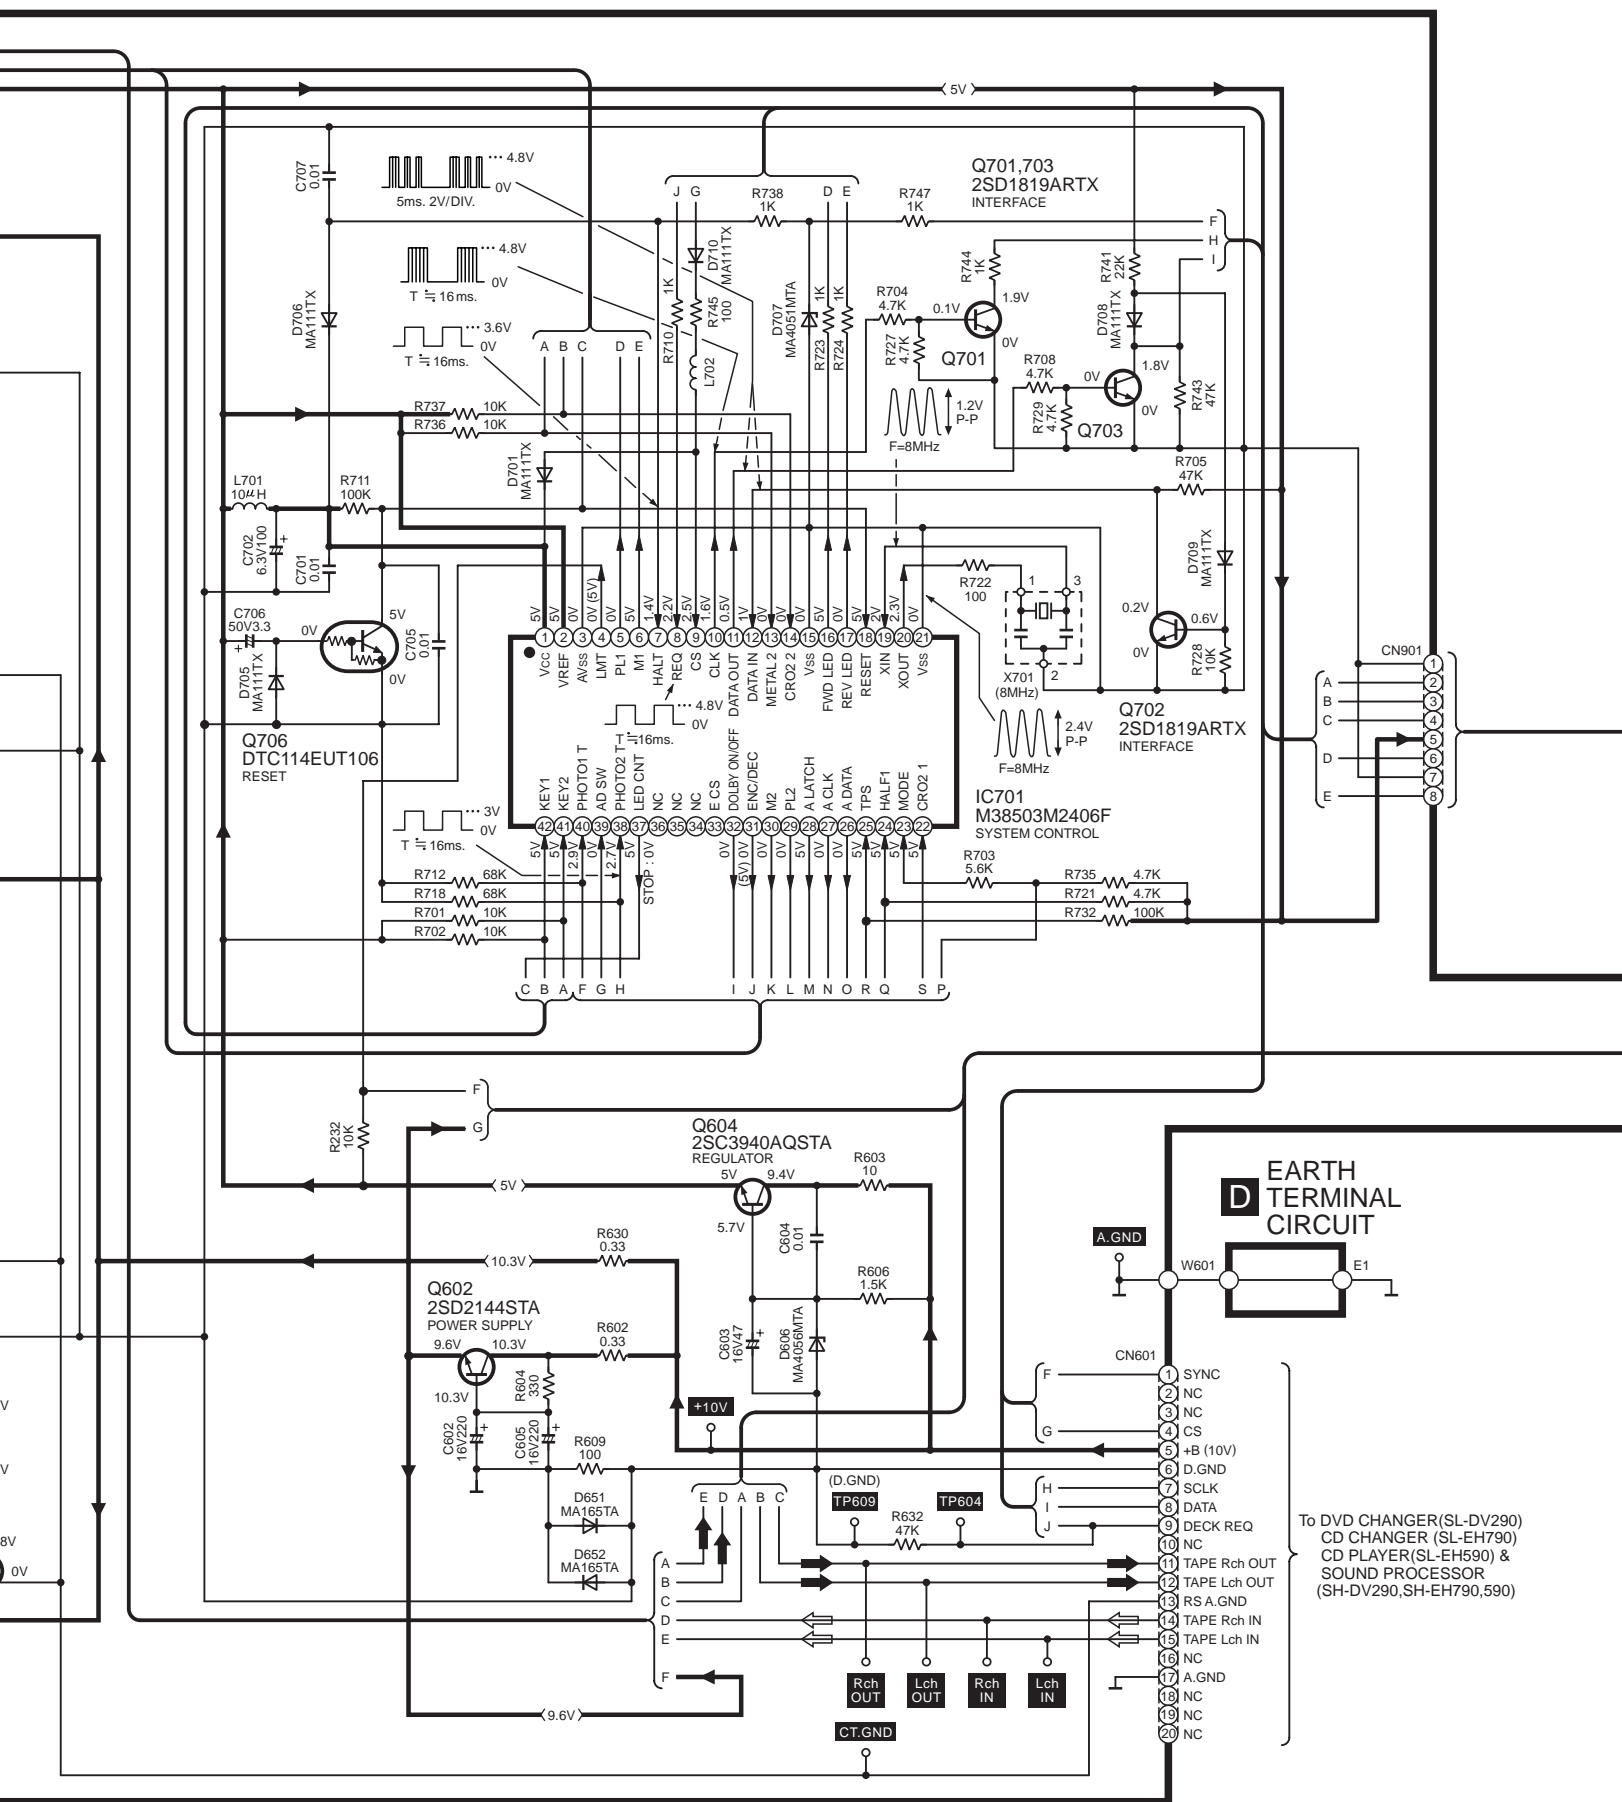 5V
C707
0.01
4.8V
0V
5ms. 2V/DIV.
4.8V
0V
T ≒ 16ms.
3.6V
0V
T ≒ 16ms.
D706
MA111TX
J G
R738
1K
D E
R747
1K
Q701,703
2SD1819ARTX
INTERFACE
F
H
I
D710
MA111TX
R710 1K
R745
100
L702
D707
MA4051MTA
R723 1K
R724 1K
R704
4.7K
0.1V
R744
1K
1.9V
0V
Q701
R727
4.7K
R741
22K
D708
MA111TX
R708
4.7K
0V
1.8V
0V
R729
4.7K
Q703
R743
47K
1.2V
P-P
F=8MHz
A B C D E
R737 10K
R736 10K
D701
MA111TX
L701
10μH
R711
100K
C702
6.3V100
+
C701
0.01
C706
50V3.3
+
0V
5V
0V
C705
0.01
D705
MA111TX
Q706
DTC114EUT106
RESET
R705
47K
D709
MA111TX
R722
100
1 3
2
X701
(8MHz)
0.2V
0.6V
0V
R728
10K
Q702
2SD1819ARTX
INTERFACE
5V 5V 0V 0V (5V) 0V 5V 1.4V 2.2V 2.5V 1.6V 0.5V 1V 0V 0V 0V 5V 0V 5V 2V 2.3V 0V
1 2 3 4 5 6 7 8 9 10 11 12 13 14 15 16 17 18 19 20 21
VCC VREF AVSS LMT PL1 M1 HALT REQ CS CLK DATA OUT DATA IN METAL 2 CRO2 2 VSS FWD LED REV LED RESET XIN XOUT VSS
4.8V
0V
T ≒ 16ms.
2.4V
P-P
F=8MHz
KEY1 KEY2 PHOTO1 T AD SW PHOTO2 T LED CNT NC NC NC E CS DOLBY ON/OFF ENC/DEC M2 PL2 A LATCH A CLK A DATA TPS HALF1 MODE CRO2 1
42 41 40 39 38 37 36 35 34 33 32 31 30 29 28 27 26 25 24 23 22
5V 5V 2.9V 0V 2.7V 5V STOP : 0V 0V (5V) 0V 0V 0V 5V 0V 0V 5V 5V 5V 5V
IC701
M38503M2406F
SYSTEM CONTROL
3V
0V
T ≒ 16ms.
R712 68K
R718 68K
R701 10K
R702 10K
R703
5.6K
R735 4.7K
R721 4.7K
R732 100K
C B A F G H I J K L M N O R Q S P
CN901
1
A 2
B 3
C 4
5
D 6
7
E 8
F
G
R232
10K
5V
Q604
2SC3940AQSTA
REGULATOR
5V 9.4V
5.7V
R603
10
C604
0.01
R630
0.33
10.3V
R606
1.5K
Q602
2SD2144STA
POWER SUPPLY
9.6V 10.3V
10.3V
R602
0.33
R604
330
C603
16V47
+
D606
MA4056MTA
C602
16V220
+
C605
16V220
+
R609
100
+10V
D651
MA165TA
D652
MA165TA
E D A B C
A
B
C
D
E
F
9.6V
(D.GND)
TP609
TP604
R632
47K
Rch
OUT
Lch
OUT
Rch
IN
Lch
IN
CT.GND
D
EARTH
TERMINAL
CIRCUIT
A.GND
W601 E1
CN601
F 1 SYNC
2 NC
3 NC
G 4 CS
5 +B (10V)
6 D.GND
H 7 SCLK
I 8 DATA
J 9 DECK REQ
10 NC
11 TAPE Rch OUT
12 TAPE Lch OUT
13 RS A.GND
14 TAPE Rch IN
15 TAPE Lch IN
16 NC
17 A.GND
18 NC
19 NC
20 NC
To DVD CHANGER(SL-DV290)
CD CHANGER (SL-EH790)
CD PLAYER(SL-EH590) &
SOUND PROCESSOR
(SH-DV290,SH-EH790,590)
V
V
8V
0V